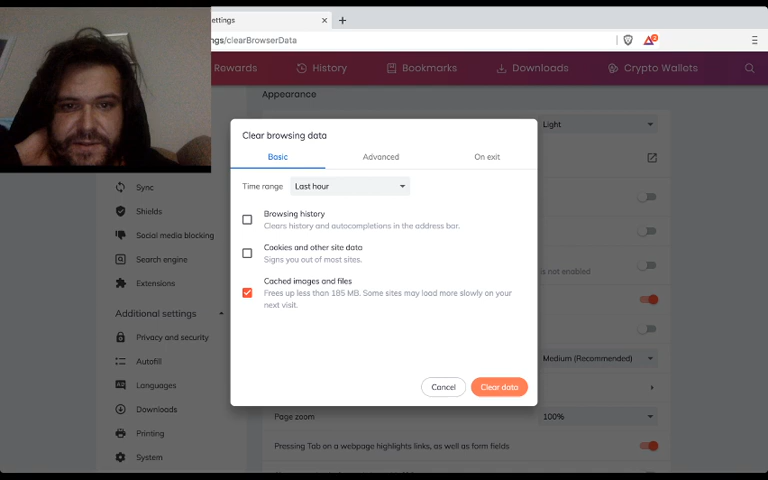 ettings
ngs/clearBrowserData
2
Rewards
History
Bookmarks
Downloads
Crypto Wallets
Appearance
Clear browsing data
Light
Basic
Advanced
On exit
Time range
Last hour
Sync
Browsing history
Clears history and autocompletions in the address bar.
Shields
Social media blocking
Cookies and other site data
Signs you out of most sites.
Search engine
is not enabled
Extensions
Cached images and files
Frees up less than 185 MB. Some sites may load more slowly on your
next visit.
Additional settings
Privacy and security
Autofill
Medium (Recommended)
Languages
Cancel
Clear data
Downloads
Page zoom
100%
Printing
Pressing Tab on a webpage highlights links, as well as form fields
System